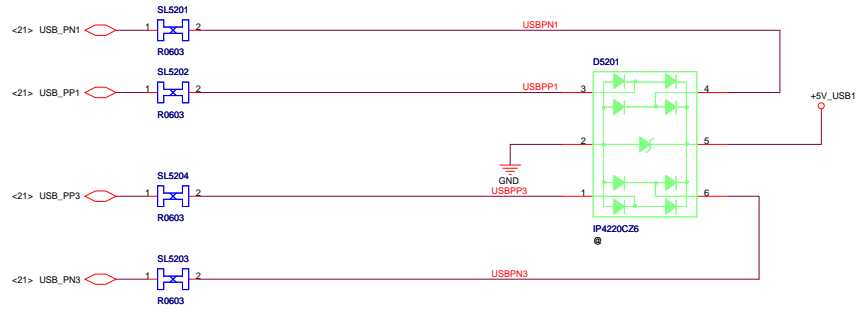 SL5201
<21> USB_PN1 1 2 USBPN1
R0603
D5201
SL5202
<21> USB_PP1 1 2 USBPP1 3 4
R0603
+5V_USB1
2 5
GND
SL5204
<21> USB_PP3 1 2 USBPP3 1 6
R0603
IP4220CZ6
@
SL5203
<21> USB_PN3 1 2 USBPN3
R0603